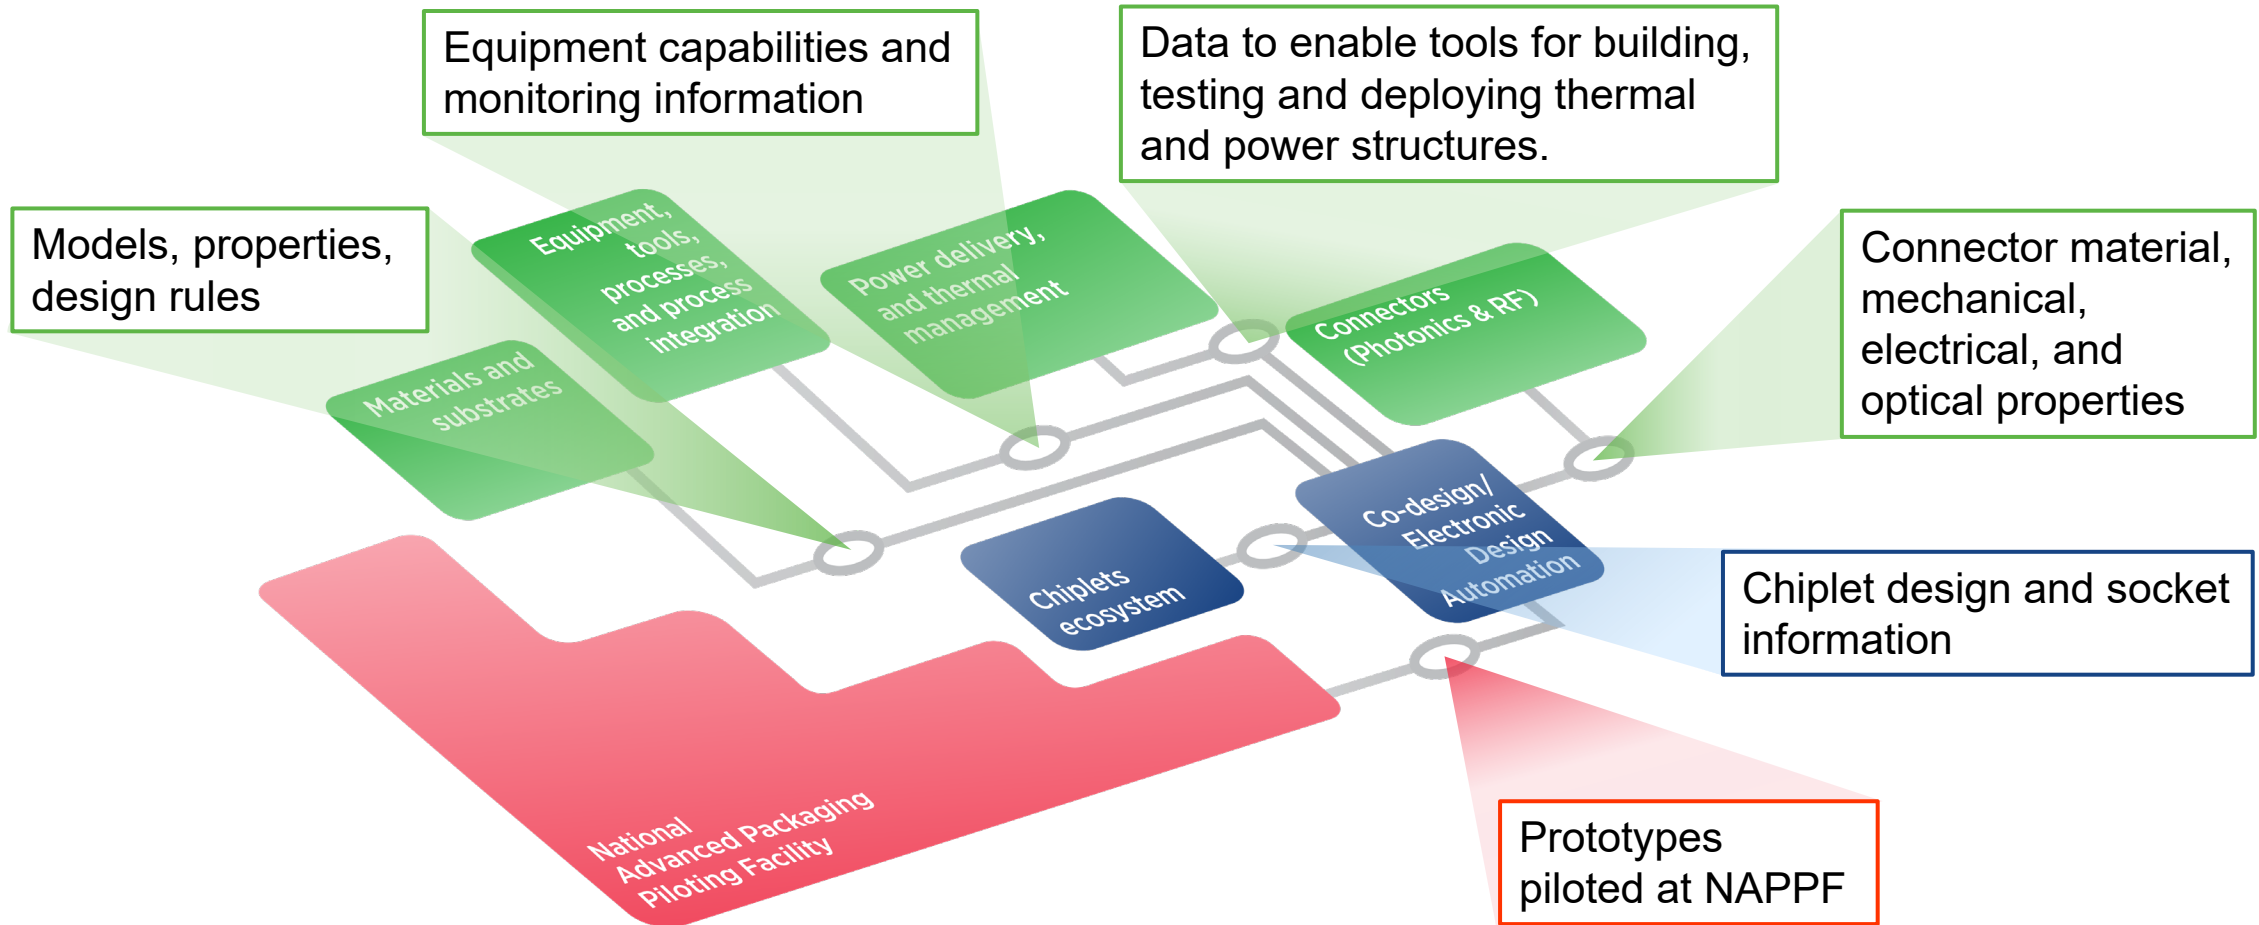 Equipment capabilities and
monitoring information
Data to enable tools for building,
testing and deploying thermal
and power structures.
Models, properties,
design rules
Connector material,
mechanical,
electrical, and
optical properties
Equipment,
tools,
processes,
and process
integration
Power delivery,
and thermal
management
Connectors
(Photonics & RF)
Materials and
substrates
Co-design/
Electronic
Design
Automation
Chiplets
ecosystem
Chiplet design and socket
information
National
Advanced Packaging
Piloting Facility
Prototypes
piloted at NAPPF